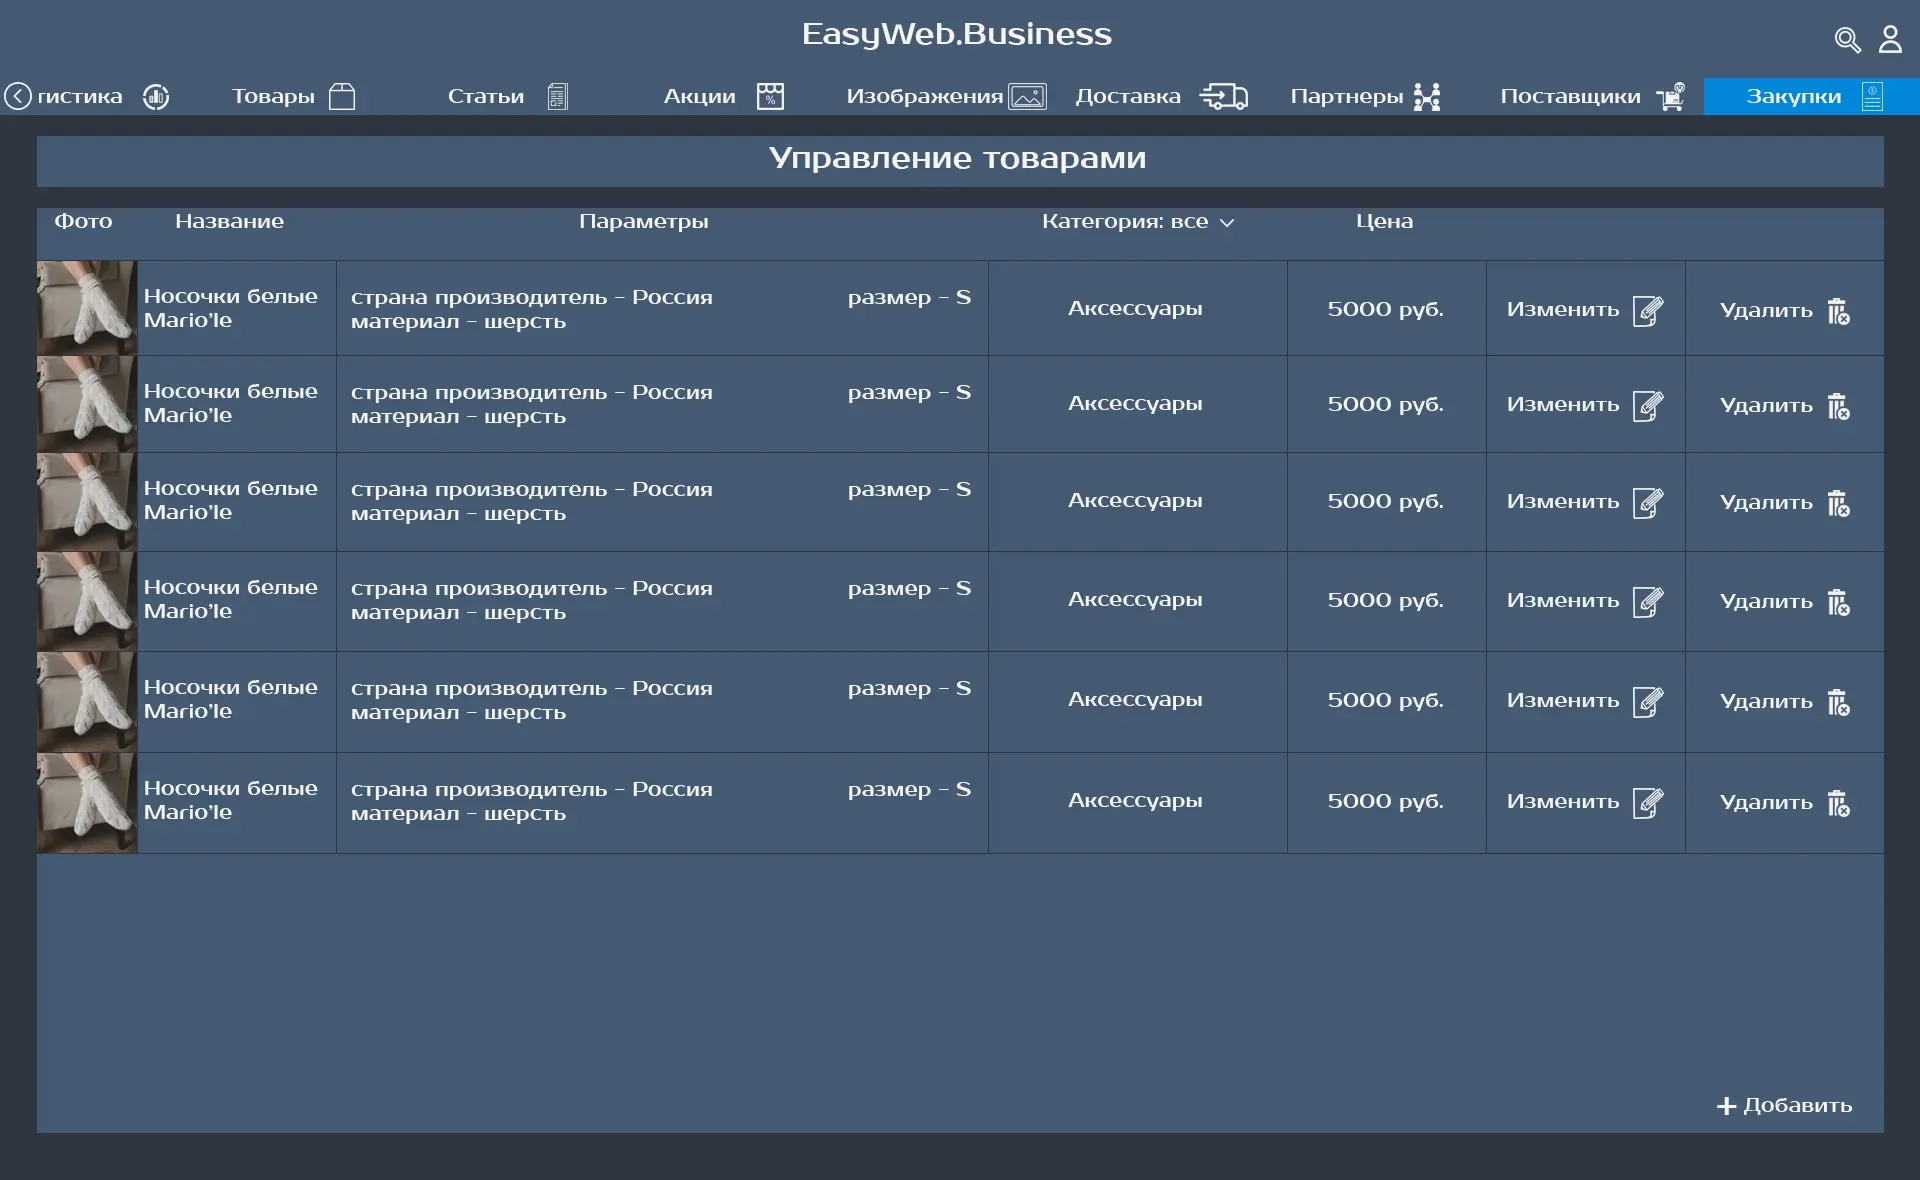 EasyWeb.Business
гистика Товары Статьи Акции % Изображения Доставка Партнеры Поставщики Закупки
Управление товарами
Фото Название Параметры Категория: все Цена
Носочки белые
Mario'le
страна производитель - Россия размер - S
материал - шерсть
Аксессуары 5000 руб. Изменить Удалить
Носочки белые
Mario'le
страна производитель - Россия размер - S
материал - шерсть
Аксессуары 5000 руб. Изменить Удалить
Носочки белые
Mario'le
страна производитель - Россия размер - S
материал - шерсть
Аксессуары 5000 руб. Изменить Удалить
Носочки белые
Mario'le
страна производитель - Россия размер - S
материал - шерсть
Аксессуары 5000 руб. Изменить Удалить
Носочки белые
Mario'le
страна производитель - Россия размер - S
материал - шерсть
Аксессуары 5000 руб. Изменить Удалить
Носочки белые
Mario'le
страна производитель - Россия размер - S
материал - шерсть
Аксессуары 5000 руб. Изменить Удалить
+ Добавить